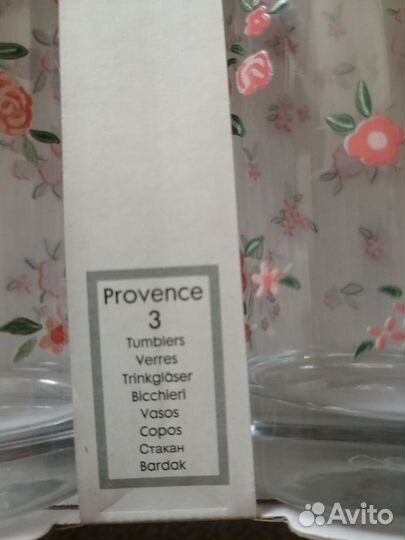 Provence
3
Tumblers
Verres
Trinkgläser
Bicchieri
Vasos
Copos
Стакан
Bardak
Avito